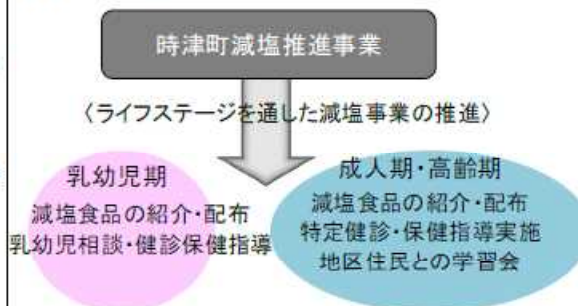 時津町減塩推進事業
〈ライフステージを通した減塩事業の推進〉
乳幼児期
減塩食品の紹介・配布
乳幼児相談・健診保健指導
成人期・高齢期
減塩食品の紹介・配布
特定健診・保健指導実施
地区住民との学習会